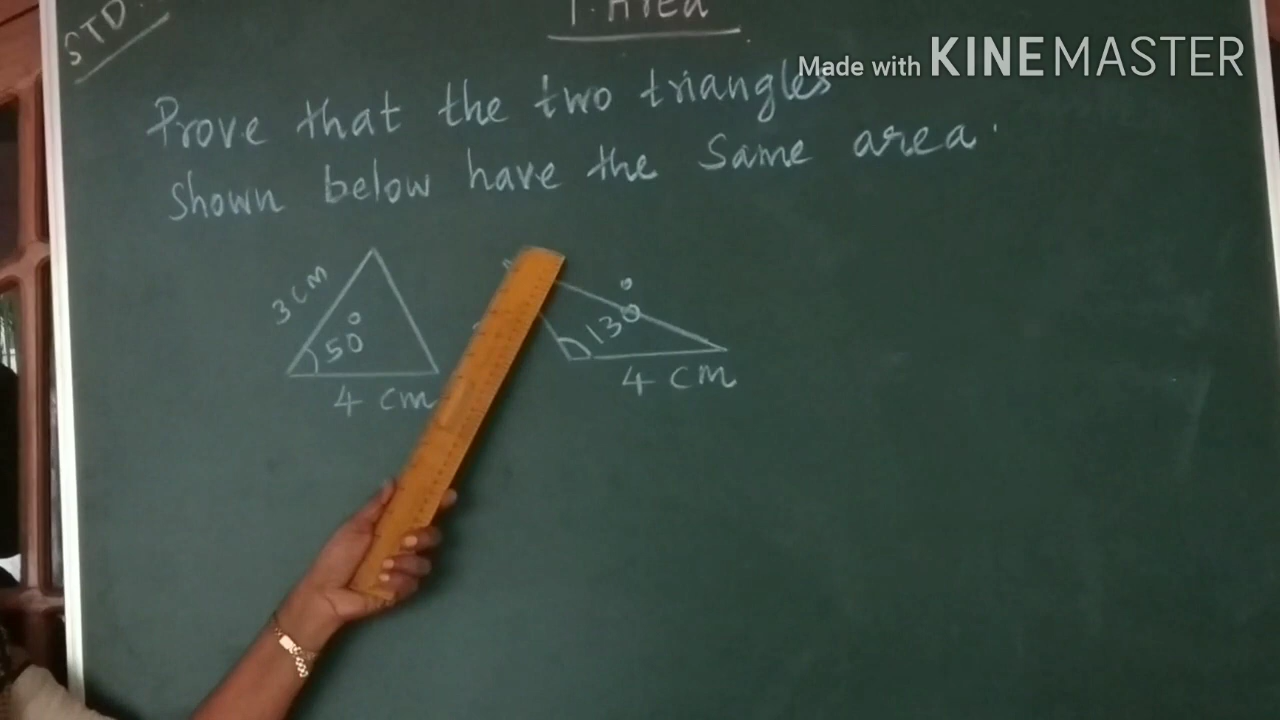 1. Area
STD.
Made with KINEMASTER
Prove that the two triangles
shown below have the same area.
3 cm
50°
4 cm
130°
4 cm